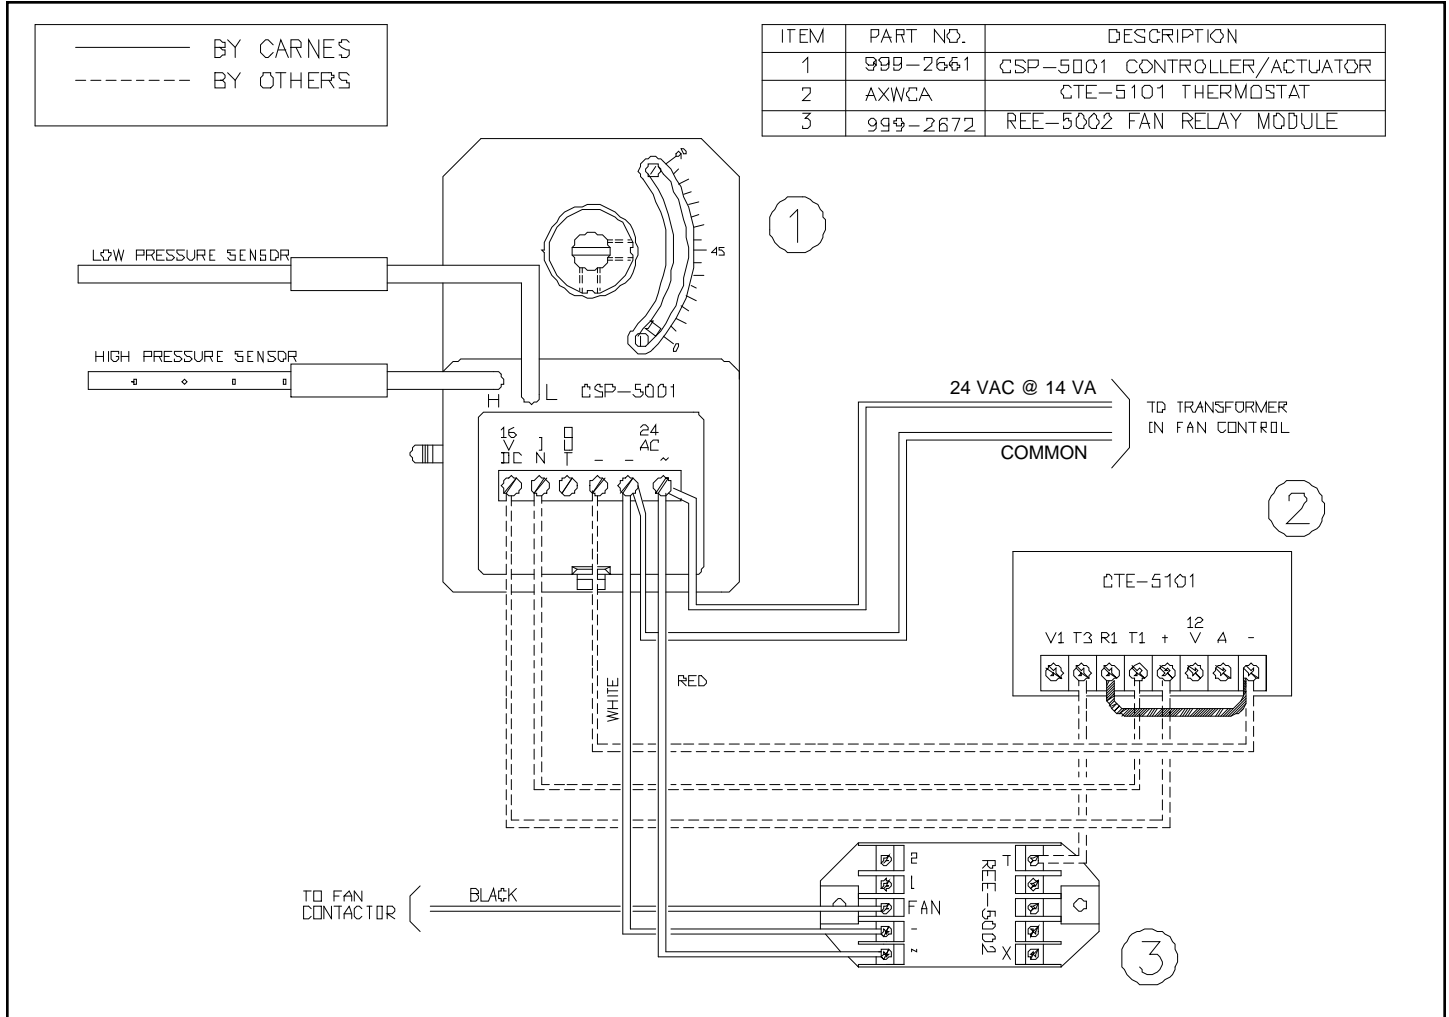 BY CARNES
BY OTHERS
ITEM PART NO. DESCRIPTION
1 999-2661 CSP-5001 CONTROLLER/ACTUATOR
2 AXWCA CTE-5101 THERMOSTAT
3 999-2672 REE-5002 FAN RELAY MODULE
90
45
0
1
LOW PRESSURE SENSOR
HIGH PRESSURE SENSOR
H
L
CSP-5001
16 V DC
IN
OUT
-
-
24 AC
~
24 VAC @ 14 VA
COMMON
TO TRANSFORMER
IN FAN CONTROL
2
CTE-5101
V1 T3 R1 T1 + 12 V A -
WHITE
RED
TO FAN
CONTACTOR
BLACK
2
1
FAN
-
~
REE-5002
T
X
3